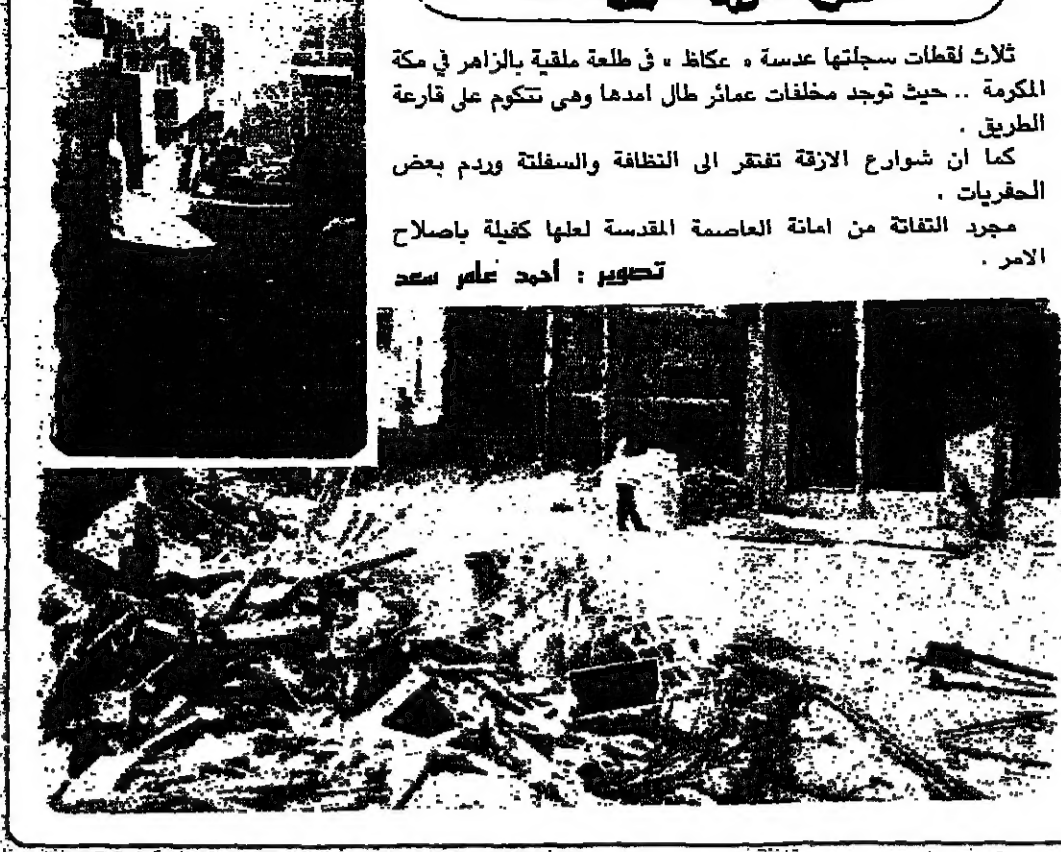 ثلاث لقطات سجلتها عدسة « عكاظ » في طلعة ملقية بالزاهر في مكة
المكرمة .. حيث توجد مخلفات عمائر طال امدها وهى تتكوم على قارعة
الطريق .
كما ان شوارع الازقة تفتقر الى النظافة والسفلتة وردم بعض
الحفريات .
مجرد التفاتة من امانة العاصمة المقدسة لعلها كفيلة باصلاح
الامر .
تصوير : أحمد عامر سعد